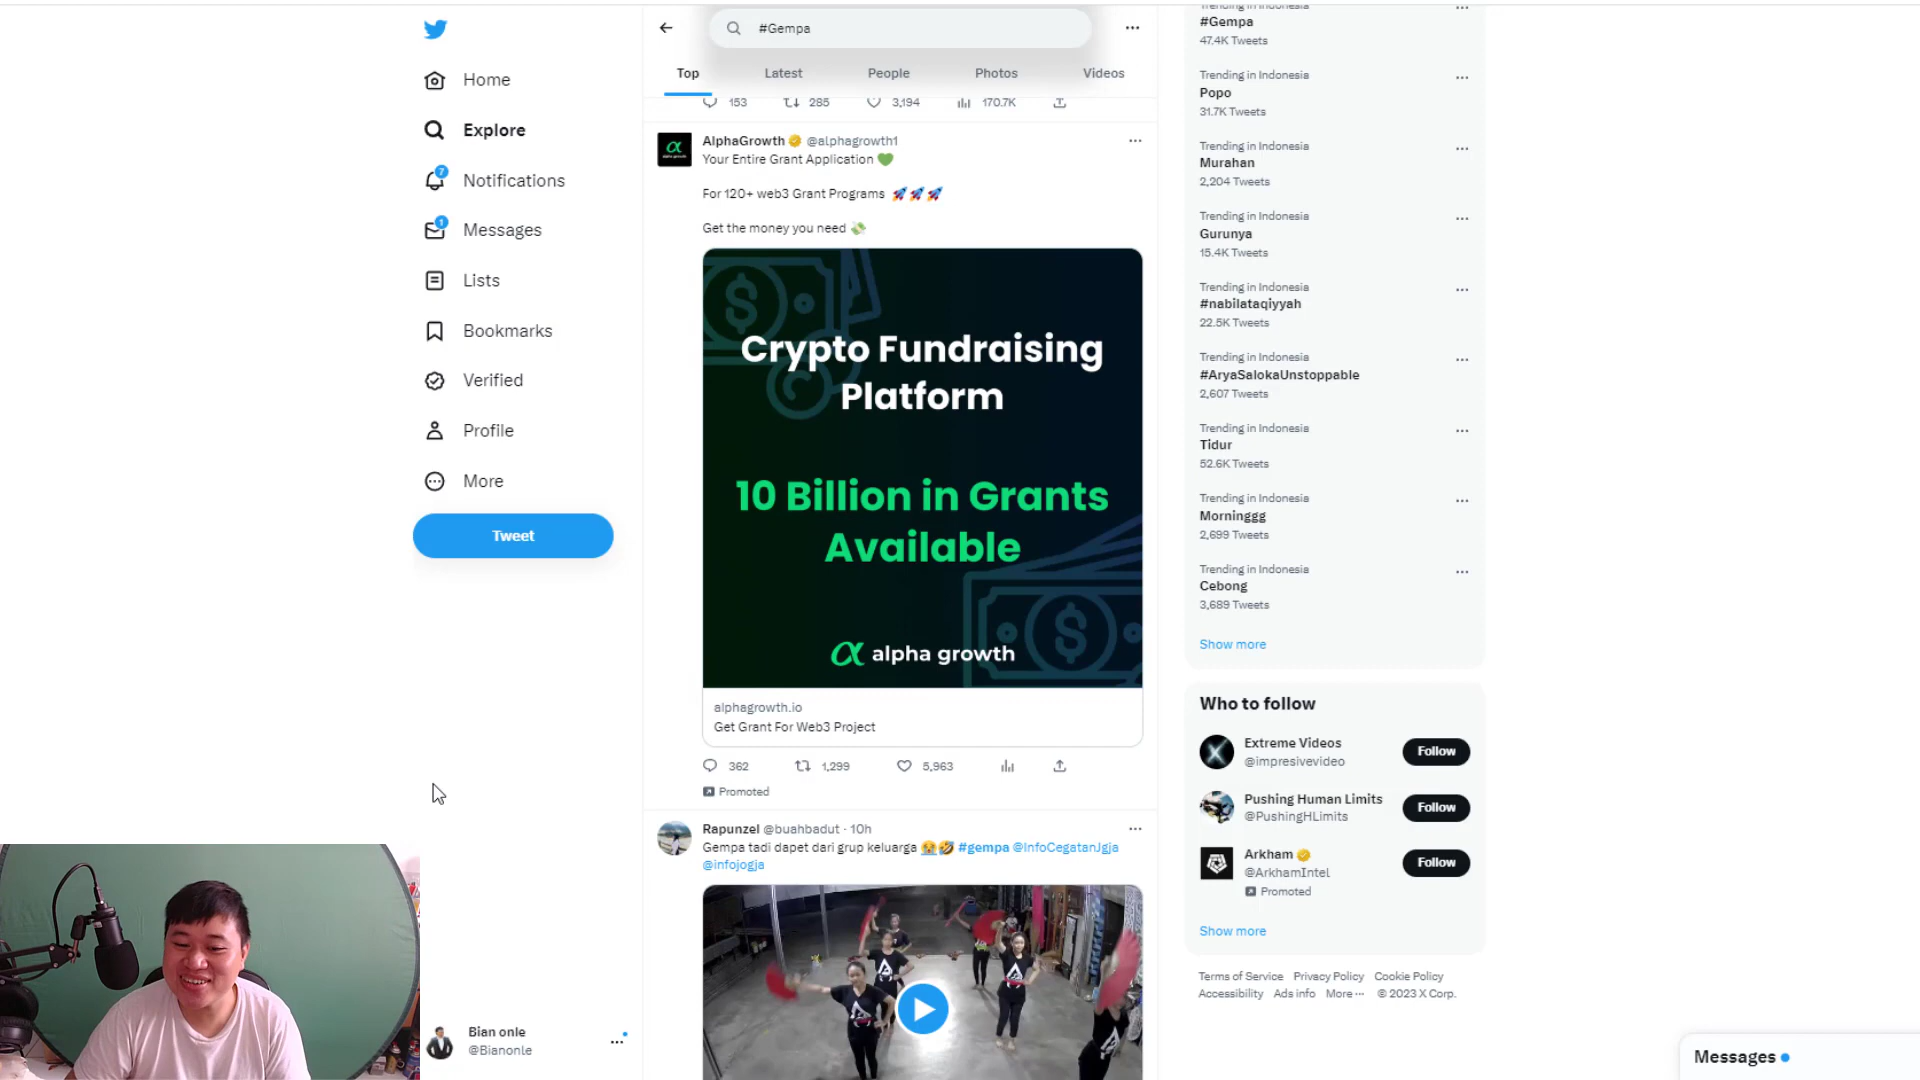 Home
Explore
7
Notifications
1
Messages
Lists
Bookmarks
Verified
Profile
More
Tweet
Bian onle
@Bianonle
#Gempa
Top
Latest
People
Photos
Videos
153
285
3,194
170.7K
AlphaGrowth @alphagrowth1
Your Entire Grant Application 💚
For 120+ web3 Grant Programs 🚀🚀🚀
Get the money you need 💸
Crypto Fundraising
Platform
10 Billion in Grants
Available
alpha growth
alphagrowth.io
Get Grant For Web3 Project
362
1,299
5,963
Promoted
Rapunzel @buahbadut · 10h
Gempa tadi dapet dari grup keluarga 😭🤣 #gempa @InfoCegatanJgja
@infojogja
Trending in Indonesia
#Gempa
47.4K Tweets
Trending in Indonesia
Popo
31.7K Tweets
Trending in Indonesia
Murahan
2,204 Tweets
Trending in Indonesia
Gurunya
15.4K Tweets
Trending in Indonesia
#nabilataqiyyah
22.5K Tweets
Trending in Indonesia
#AryaSalokaUnstoppable
2,607 Tweets
Trending in Indonesia
Tidur
52.6K Tweets
Trending in Indonesia
Morninggg
2,699 Tweets
Trending in Indonesia
Cebong
3,689 Tweets
Show more
Who to follow
Extreme Videos
@impresivevideo
Follow
Pushing Human Limits
@PushingHLimits
Follow
Arkham
@ArkhamIntel
Promoted
Follow
Show more
Terms of Service Privacy Policy Cookie Policy
Accessibility Ads info More ··· © 2023 X Corp.
Messages